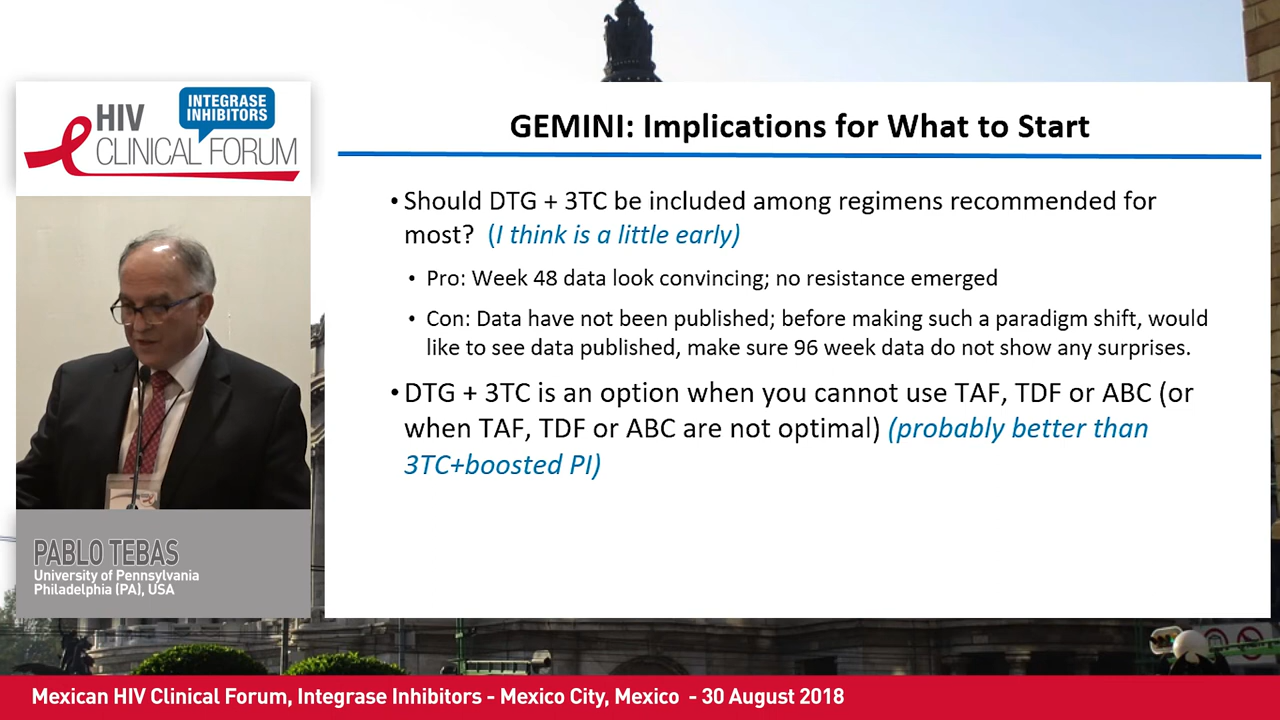 INTEGRASE
INHIBITORS
HIV
CLINICAL FORUM
GEMINI: Implications for What to Start
• Should DTG + 3TC be included among regimens recommended for
most? (I think is a little early)
• Pro: Week 48 data look convincing; no resistance emerged
• Con: Data have not been published; before making such a paradigm shift, would
like to see data published, make sure 96 week data do not show any surprises.
• DTG + 3TC is an option when you cannot use TAF, TDF or ABC (or
when TAF, TDF or ABC are not optimal) (probably better than
3TC+boosted PI)
PABLO TEBAS
University of Pennsylvania
Philadelphia (PA), USA
Mexican HIV Clinical Forum, Integrase Inhibitors - Mexico City, Mexico - 30 August 2018